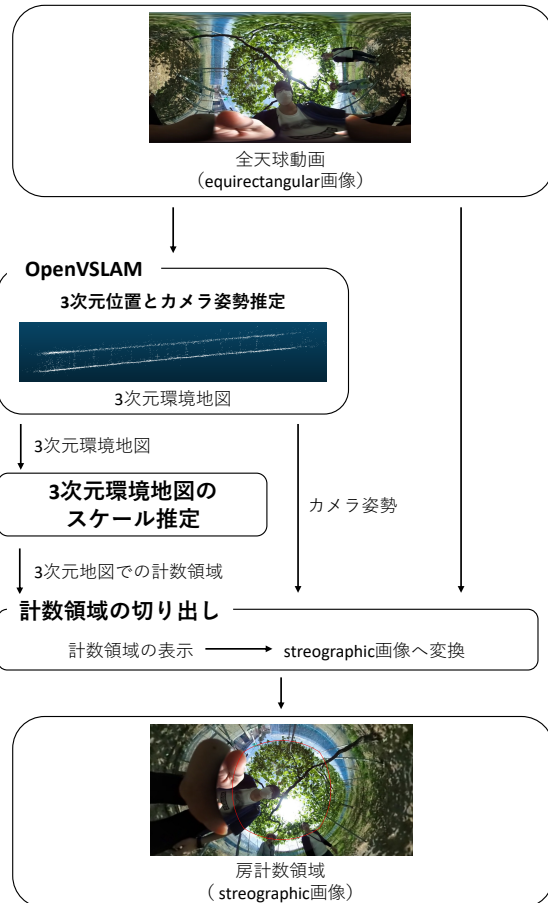 全天球動画
(equirectangular画像)
OpenVSLAM
3次元位置とカメラ姿勢推定
3次元環境地図
3次元環境地図
3次元環境地図の
スケール推定
カメラ姿勢
3次元地図での計数領域
計数領域の切り出し
計数領域の表示 streographic画像へ変換
房計数領域
( streographic画像)